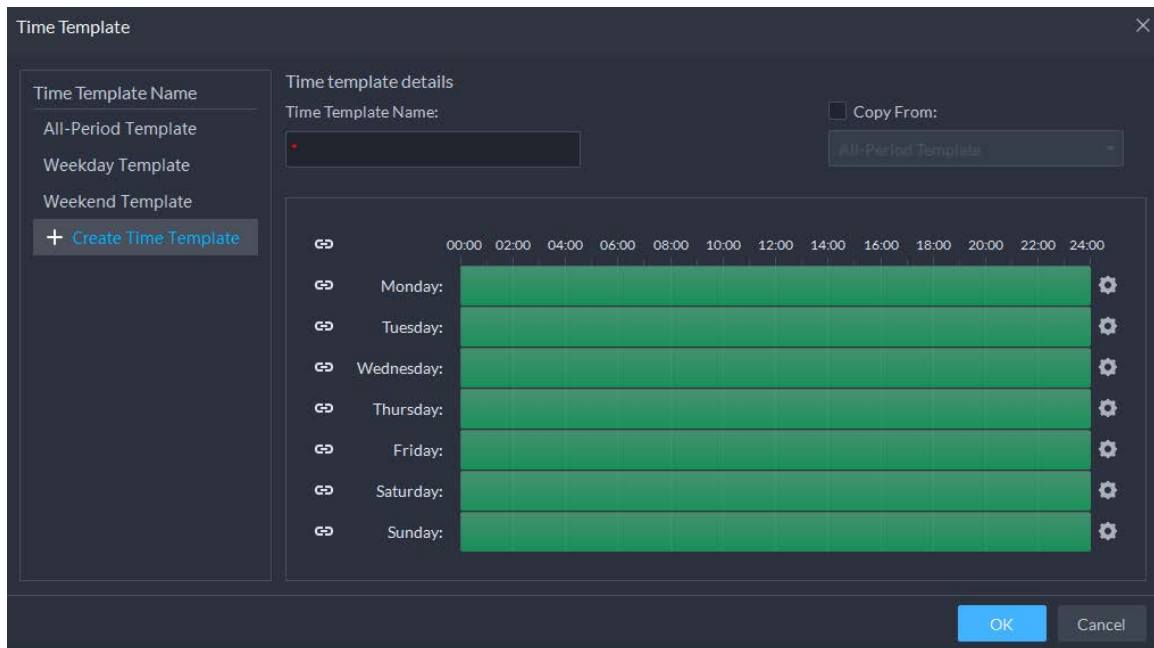 Time Template
Time Template Name
All-Period Template
Weekday Template
Weekend Template
+ Create Time Template
Time template details
Time Template Name:
*
Copy From:
All-Period Template
00:00 02:00 04:00 06:00 08:00 10:00 12:00 14:00 16:00 18:00 20:00 22:00 24:00
Monday:
Tuesday:
Wednesday:
Thursday:
Friday:
Saturday:
Sunday:
OK Cancel